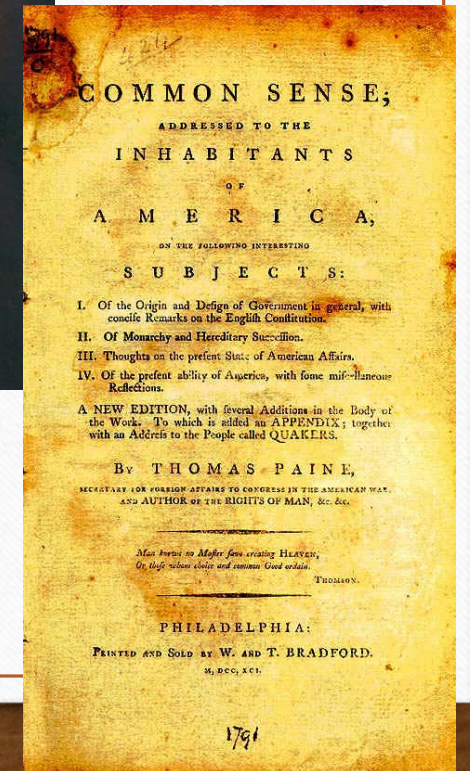 1791
424
COMMON SENSE;
ADDRESSED TO THE
INHABITANTS
OF
AMERICA,
ON THE FOLLOWING INTERESTING
SUBJECTS:
I. Of the Origin and Deſign of Government in general, with
conciſe Remarks on the Engliſh Conſtitution.
II. Of Monarchy and Hereditary Succeſſion.
III. Thoughts on the preſent State of American Affairs.
IV. Of the preſent ability of America, with ſome miſcellaneous
Reflections.
A NEW EDITION, with ſeveral Additions in the Body of
the Work. To which is added an APPENDIX; together
with an Addreſs to the People called QUAKERS.
BY THOMAS PAINE,
SECRETARY FOR FOREIGN AFFAIRS TO CONGRESS IN THE AMERICAN WAR,
AND AUTHOR OF THE RIGHTS OF MAN, &c. &c.
Man knows no Maſter ſave creating HEAVEN,
Or thoſe whom choice and common Good ordain.
THOMSON.
PHILADELPHIA:
PRINTED AND SOLD BY W. AND T. BRADFORD.
M, DCC, XCI.
1791